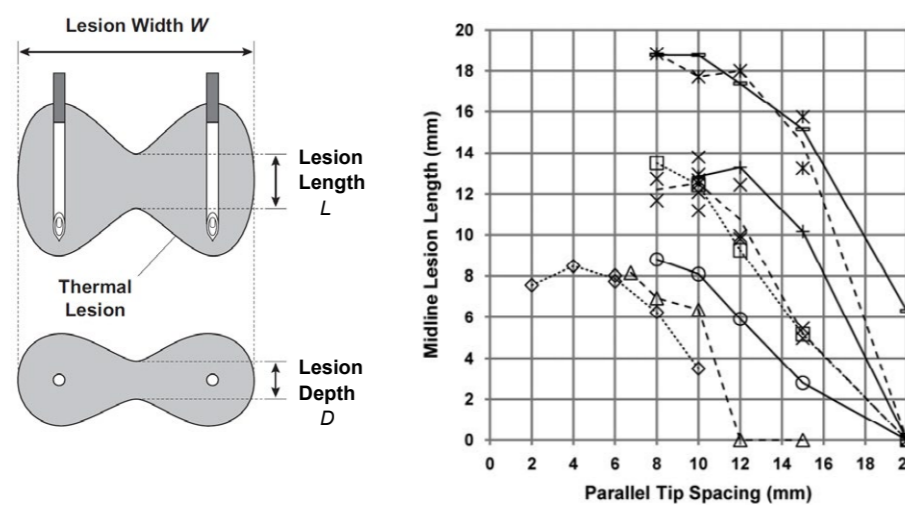 Lesion Width W
Lesion
Length
L
Thermal
Lesion
Lesion
Depth
D
Midline Lesion Length (mm)
20
18
16
14
12
10
8
6
4
2
0
0 2 4 6 8 10 12 14 16 18 2
Parallel Tip Spacing (mm)